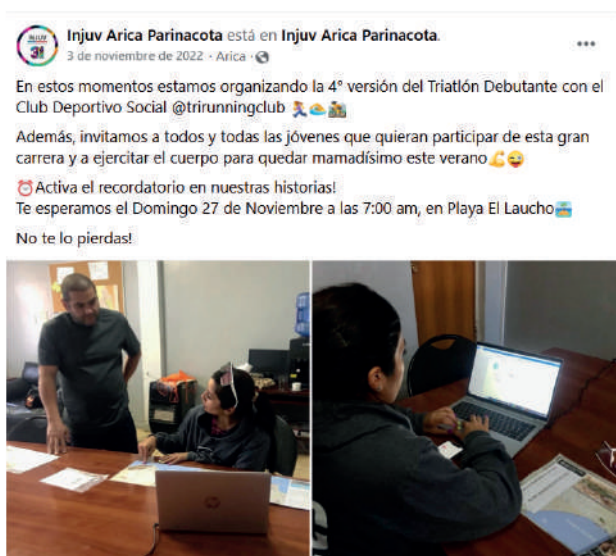 INJUV
Injuv Arica Parinacota está en Injuv Arica Parinacota.
3 de noviembre de 2022 · Arica ·
En estos momentos estamos organizando la 4° versión del Triatlón Debutante con el
Club Deportivo Social @trirunningclub
Además, invitamos a todos y todas las jóvenes que quieran participar de esta gran
carrera y a ejercitar el cuerpo para quedar mamadísimo este verano
Activa el recordatorio en nuestras historias!
Te esperamos el Domingo 27 de Noviembre a las 7:00 am, en Playa El Laucho
No te lo pierdas!
hp